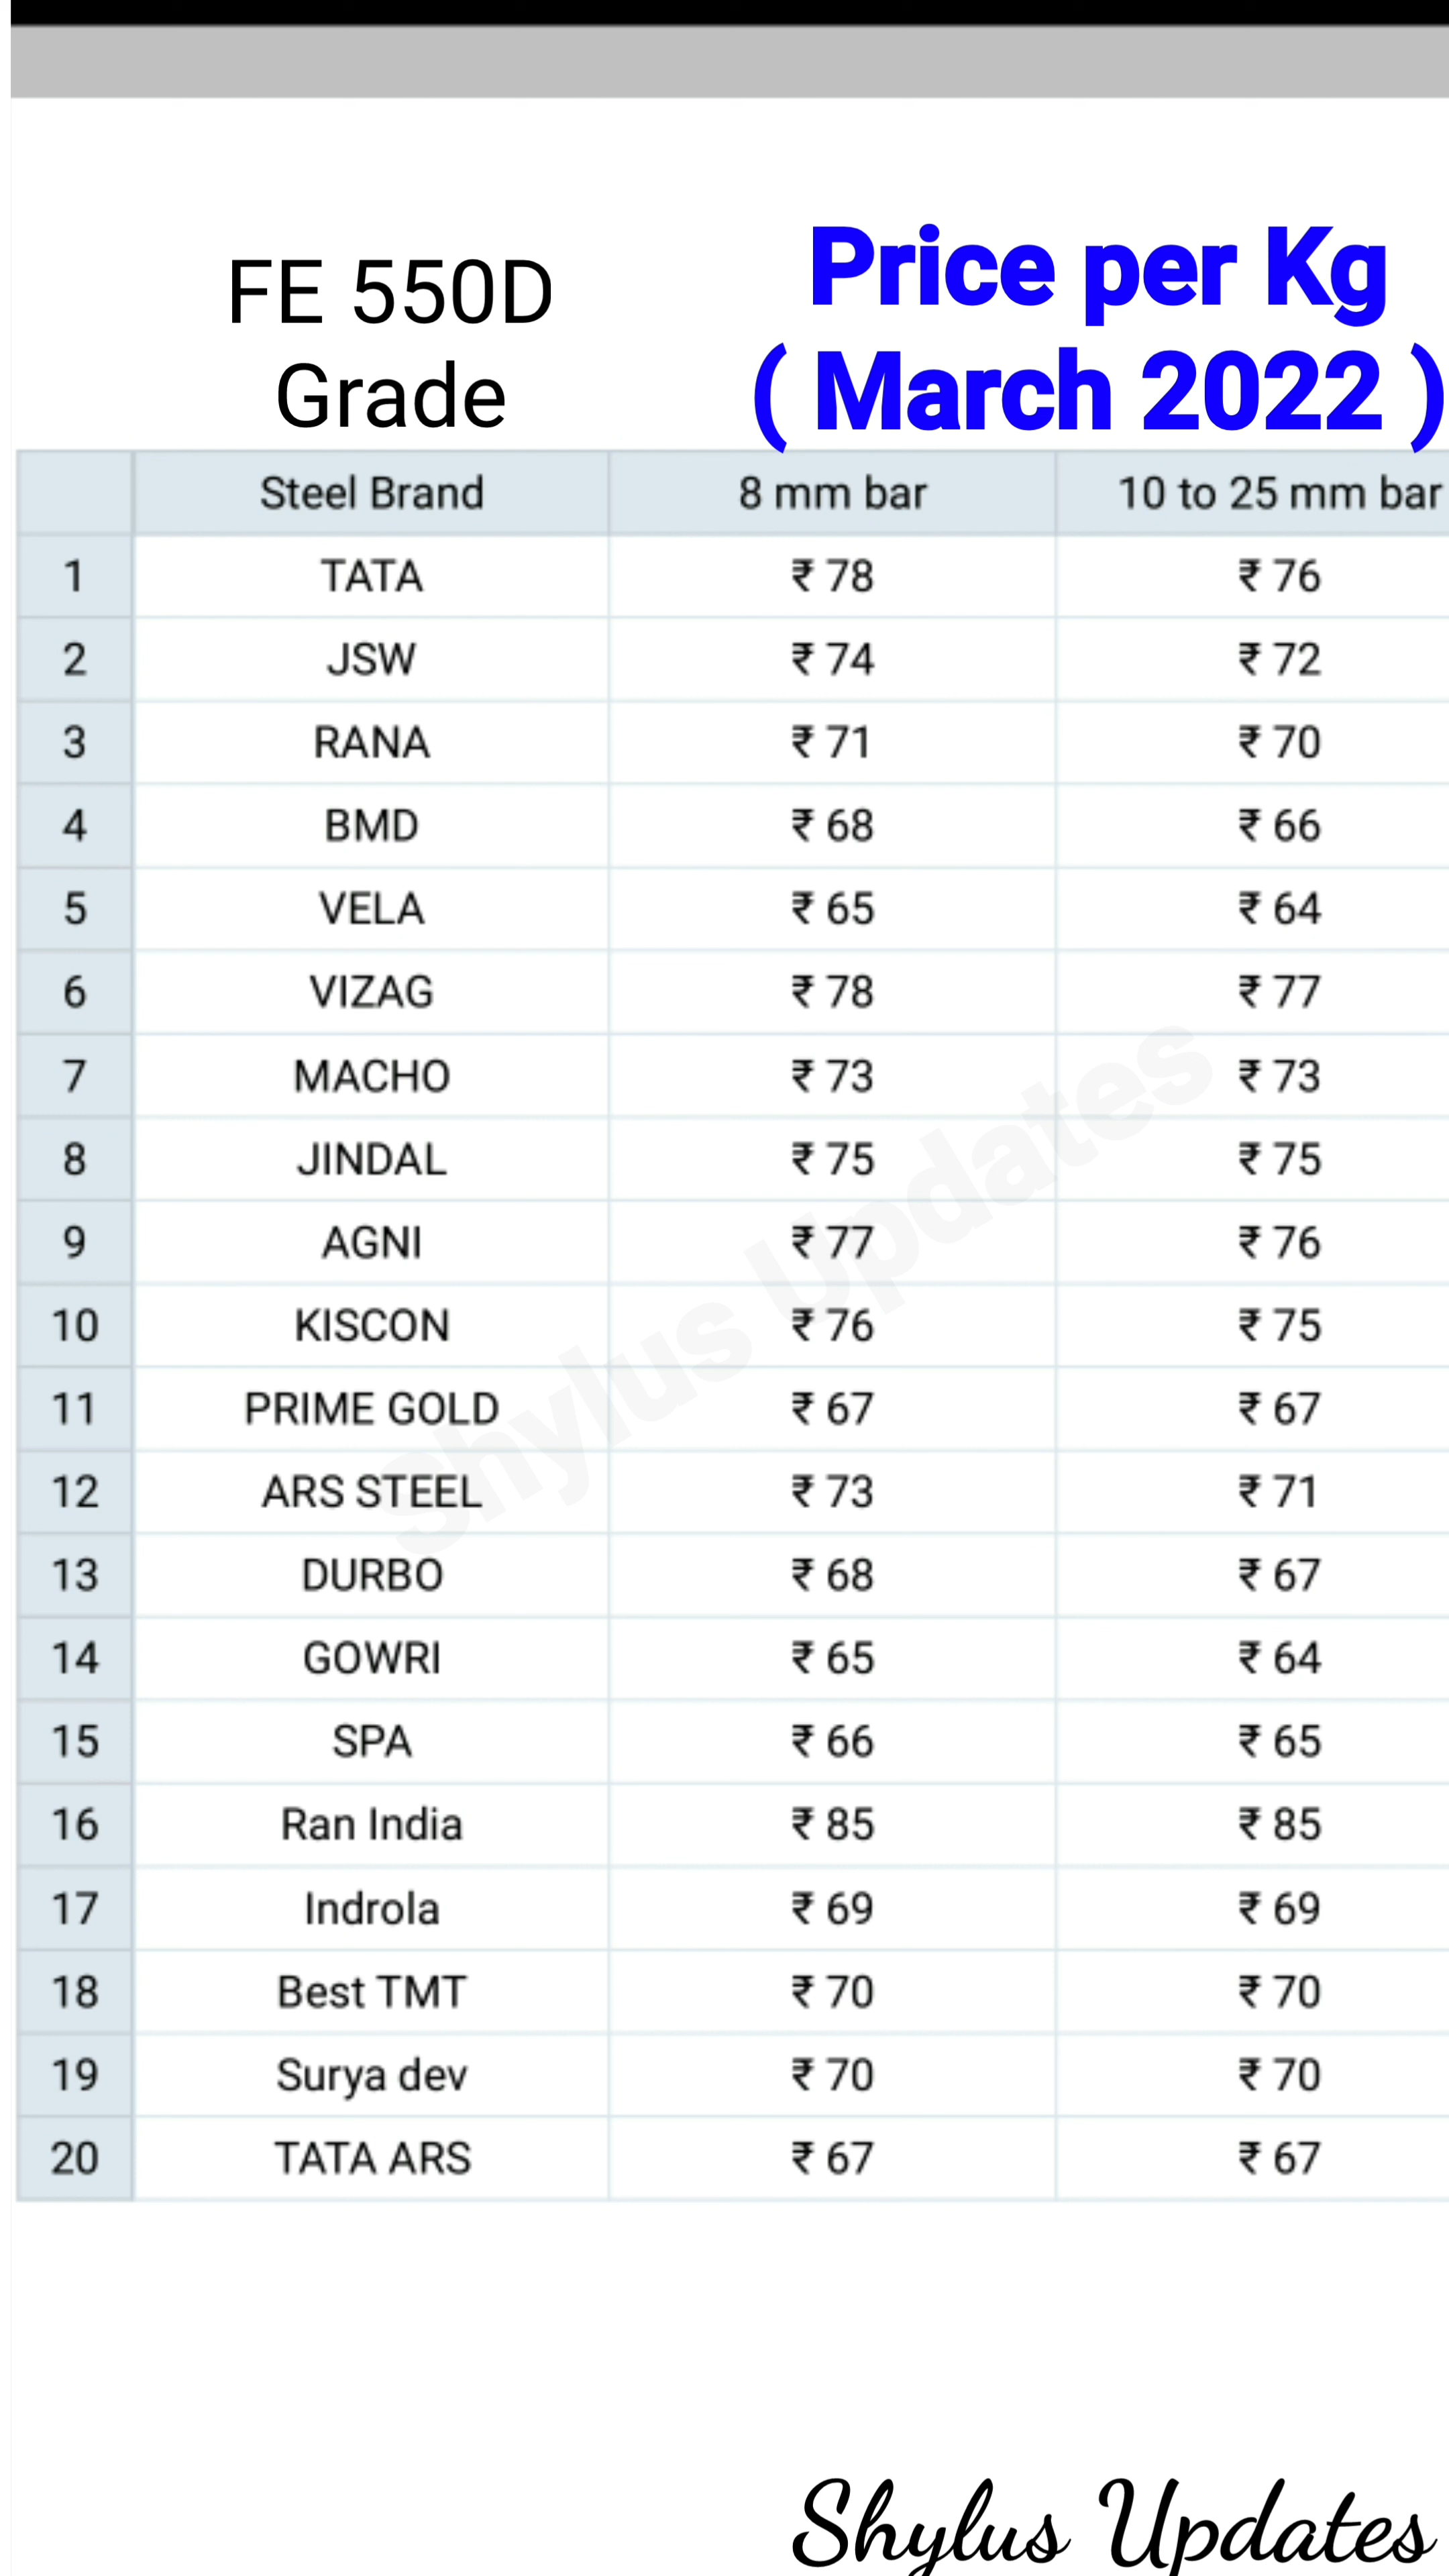 FE 550D
Grade
Price per Kg
( March 2022 )
Steel Brand 8 mm bar 10 to 25 mm bar
1 TATA ₹ 78 ₹ 76
2 JSW ₹ 74 ₹ 72
3 RANA ₹ 71 ₹ 70
4 BMD ₹ 68 ₹ 66
5 VELA ₹ 65 ₹ 64
6 VIZAG ₹ 78 ₹ 77
7 MACHO ₹ 73 ₹ 73
8 JINDAL ₹ 75 ₹ 75
9 AGNI ₹ 77 ₹ 76
10 KISCON ₹ 76 ₹ 75
11 PRIME GOLD ₹ 67 ₹ 67
12 ARS STEEL ₹ 73 ₹ 71
13 DURBO ₹ 68 ₹ 67
14 GOWRI ₹ 65 ₹ 64
15 SPA ₹ 66 ₹ 65
16 Ran India ₹ 85 ₹ 85
17 Indrola ₹ 69 ₹ 69
18 Best TMT ₹ 70 ₹ 70
19 Surya dev ₹ 70 ₹ 70
20 TATA ARS ₹ 67 ₹ 67
Shylus Updates
Shylus Updates